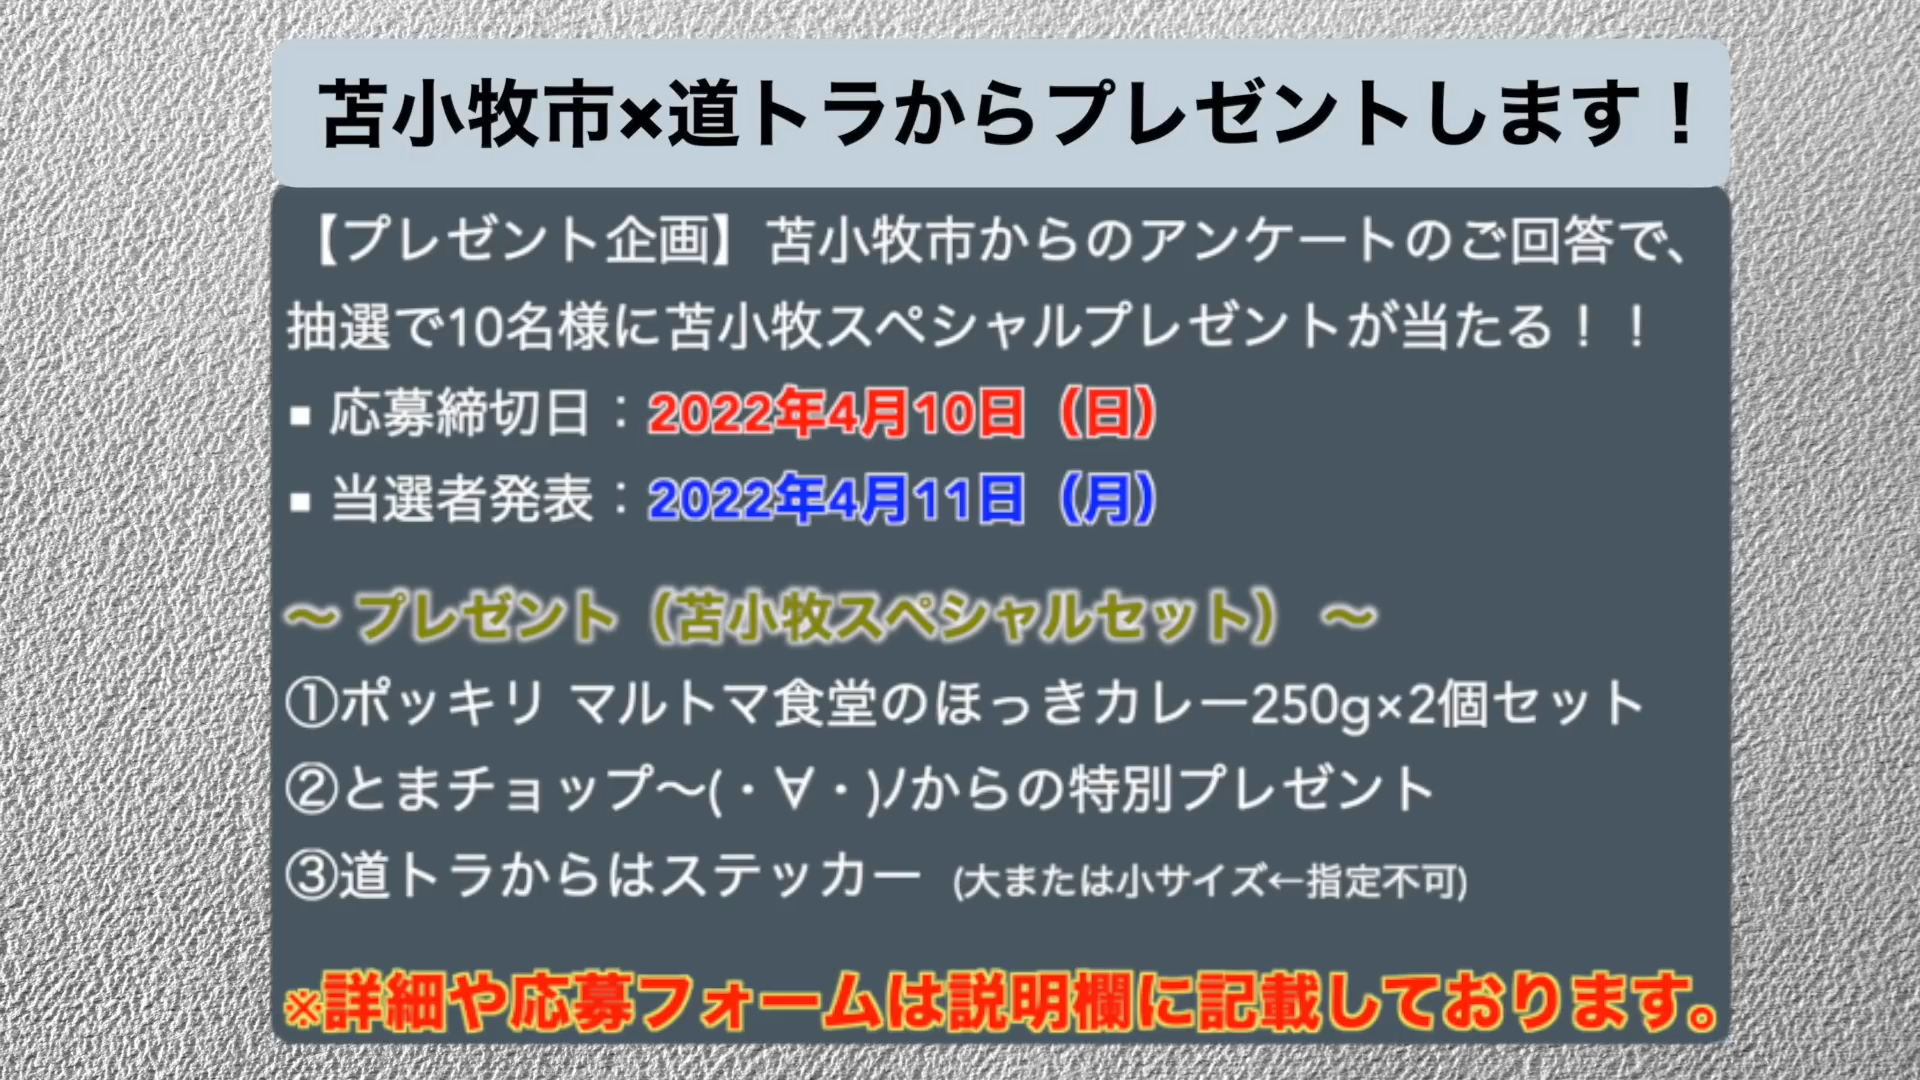 苫小牧市×道トラからプレゼントします！
【プレゼント企画】苫小牧市からのアンケートのご回答で、
抽選で10名様に苫小牧スペシャルプレゼントが当たる！！
▪ 応募締切日：2022年4月10日（日）
▪ 当選者発表：2022年4月11日（月）
〜 プレゼント（苫小牧スペシャルセット） 〜
①ポッキリ マルトマ食堂のほっきカレー250g×2個セット
②とまチョップ〜(・∀・)ﾉからの特別プレゼント
③道トラからはステッカー (大または小サイズ←指定不可)
※詳細や応募フォームは説明欄に記載しております。